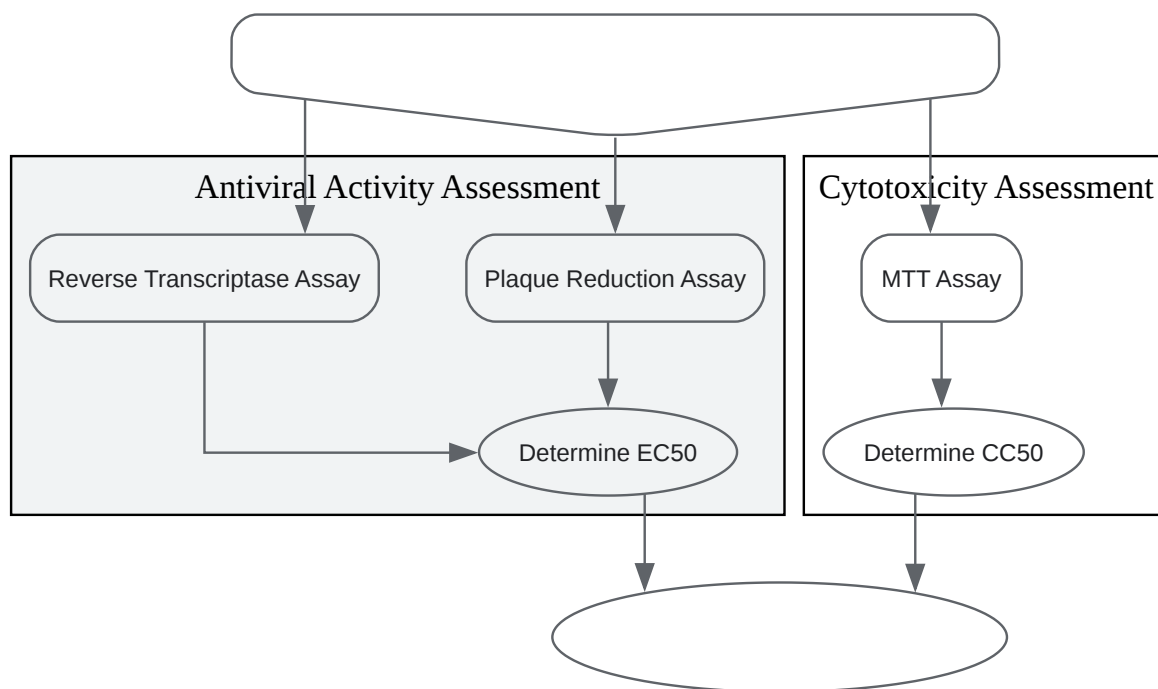 Antiviral Activity Assessment
Cytotoxicity Assessment
Reverse Transcriptase Assay
Plaque Reduction Assay
MTT Assay
Determine EC50
Determine CC50